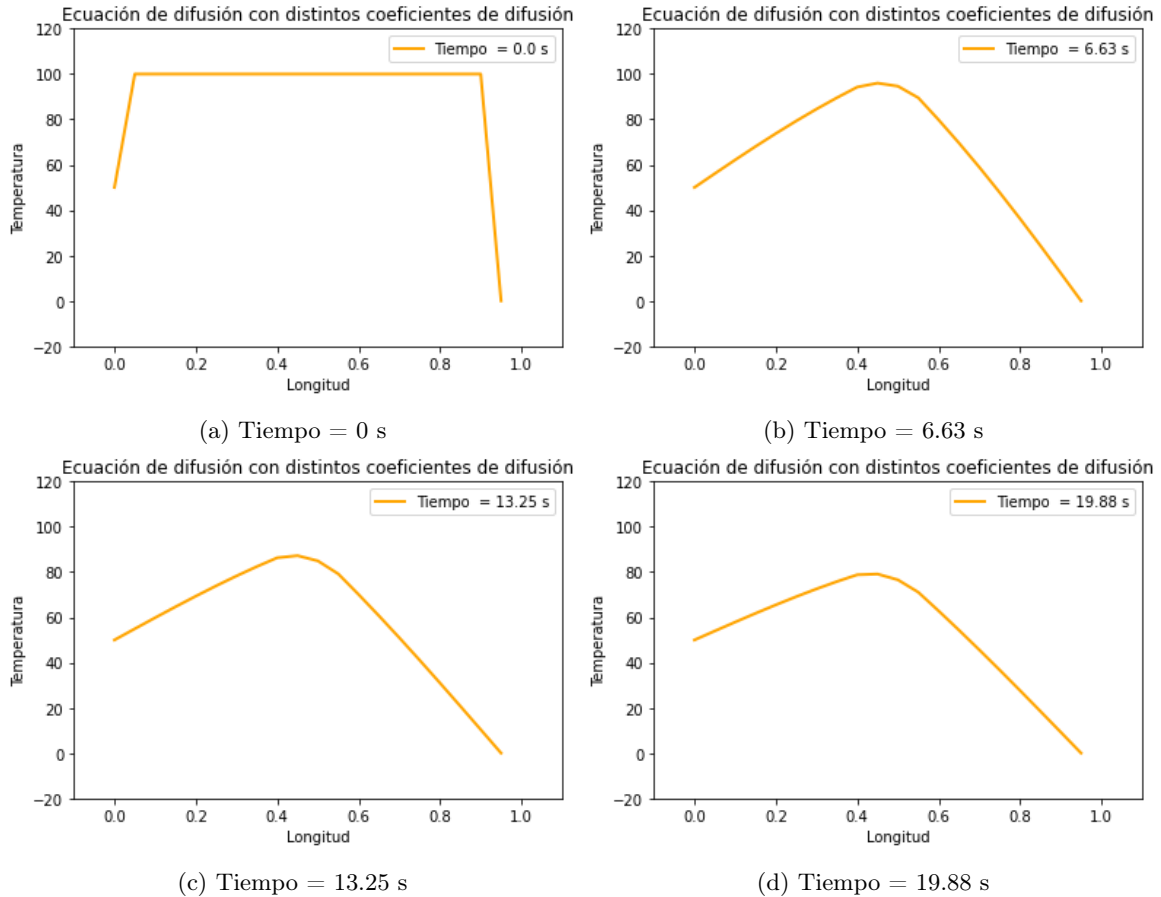 Ecuación de difusión con distintos coeficientes de difusión
120
100
80
60
40
20
0
−20
Temperatura
Tiempo = 0.0 s
0.0 0.2 0.4 0.6 0.8 1.0
Longitud
(a) Tiempo = 0 s
Ecuación de difusión con distintos coeficientes de difusión
120
100
80
60
40
20
0
−20
Temperatura
Tiempo = 6.63 s
0.0 0.2 0.4 0.6 0.8 1.0
Longitud
(b) Tiempo = 6.63 s
Ecuación de difusión con distintos coeficientes de difusión
120
100
80
60
40
20
0
−20
Temperatura
Tiempo = 13.25 s
0.0 0.2 0.4 0.6 0.8 1.0
Longitud
(c) Tiempo = 13.25 s
Ecuación de difusión con distintos coeficientes de difusión
120
100
80
60
40
20
0
−20
Temperatura
Tiempo = 19.88 s
0.0 0.2 0.4 0.6 0.8 1.0
Longitud
(d) Tiempo = 19.88 s